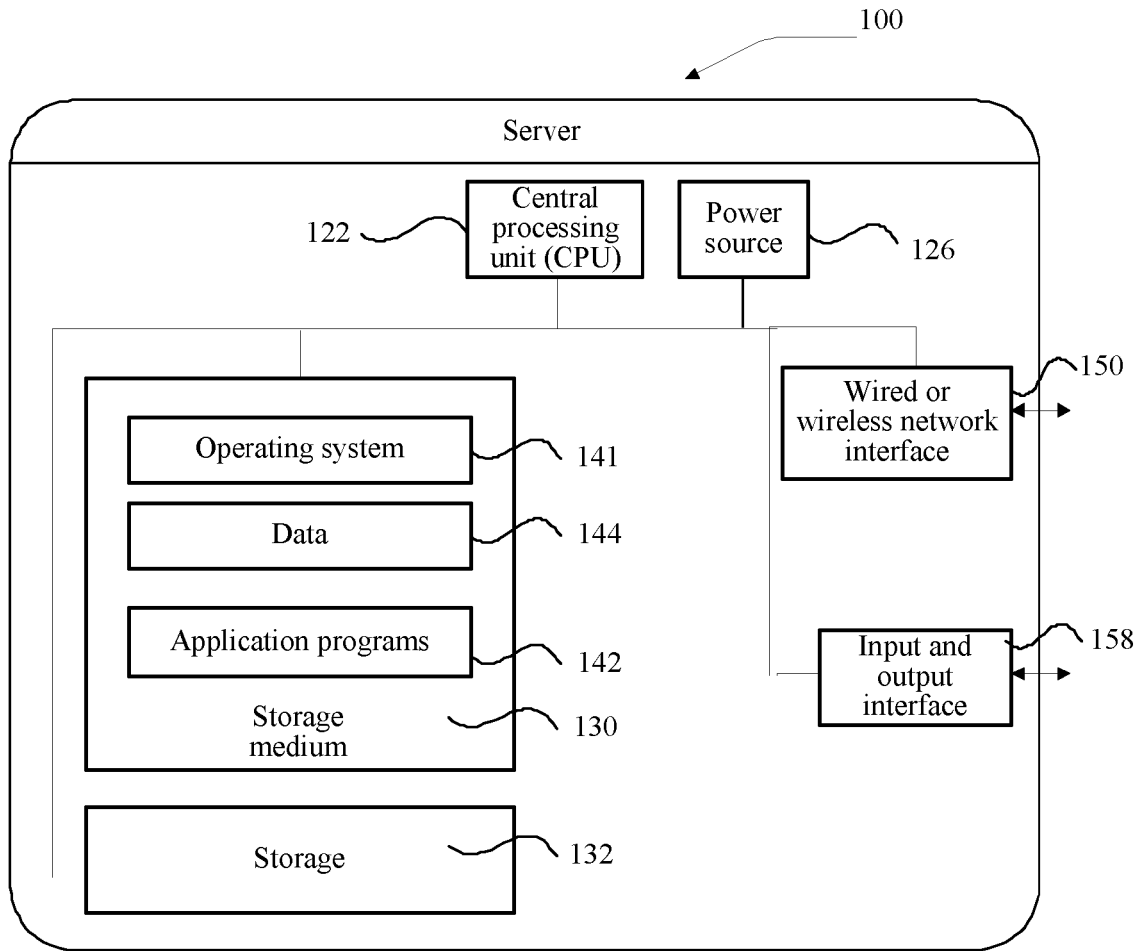 100
Server
Central
processing
unit (CPU)
122
Power
source
126
Wired or
wireless network
interface
150
Operating system
141
Data
144
Application programs
142
Storage
medium
130
Input and
output
interface
158
Storage
132